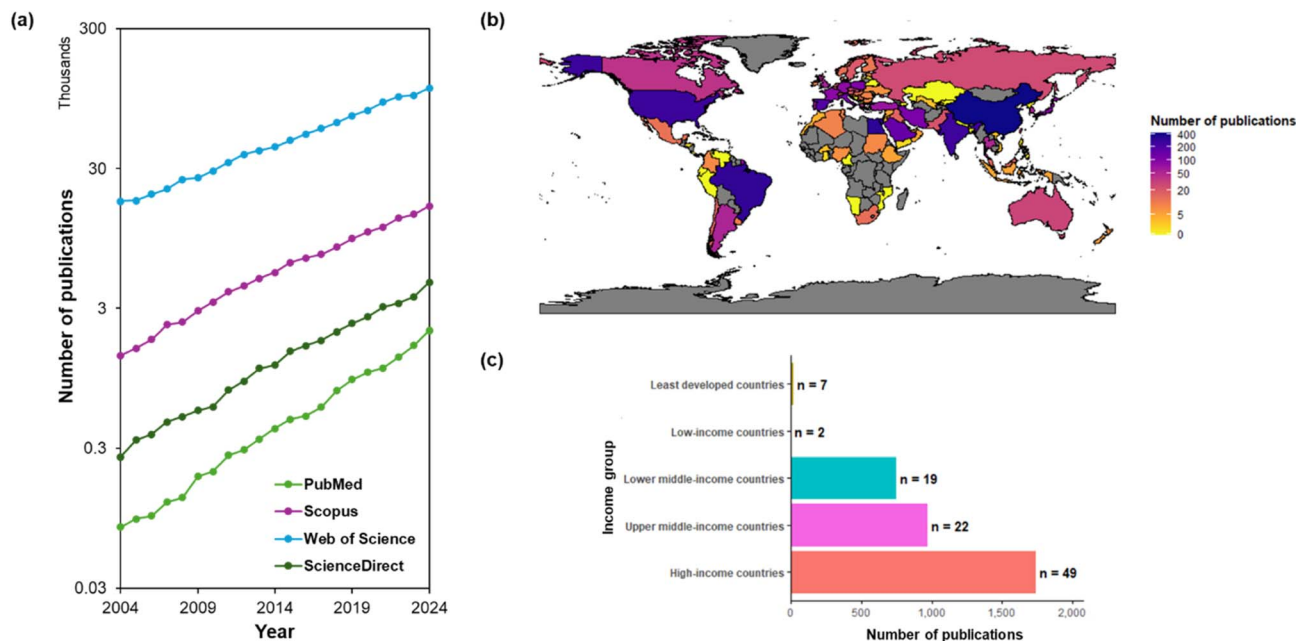 (a)
300
Thousands
30
3
0.3
0.03
Number of publications
PubMed
Scopus
Web of Science
ScienceDirect
2004 2009 2014 2019 2024
Year
(b)
Number of publications
400
200
100
50
20
5
0
(c)
Income group
Least developed countries
n = 7
Low-income countries
n = 2
Lower middle-income countries
n = 19
Upper middle-income countries
n = 22
High-income countries
n = 49
0 500 1,000 1,500 2,000
Number of publications